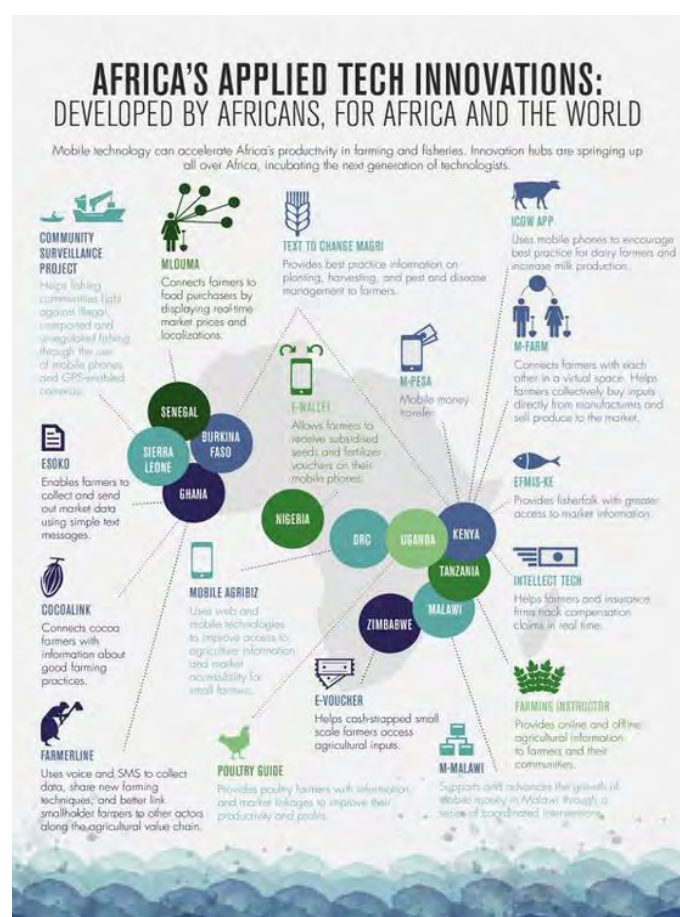 AFRICA'S APPLIED TECH INNOVATIONS:
DEVELOPED BY AFRICANS, FOR AFRICA AND THE WORLD
Mobile technology can accelerate Africa's productivity in farming and fisheries. Innovation hubs are springing up
all over Africa, incubating the next generation of technologists.
COMMUNITY
SURVEILLANCE
PROJECT
Helps fishing
communities fight
against illegal,
unreported and
unregulated fishing
through the use
of mobile phones
and GPS-enabled
cameras.
MLOUMA
Connects farmers to
food purchasers by
displaying real-time
market prices and
localizations.
TEXT TO CHANGE MAGRI
Provides best practice information on
planting, harvesting, and pest and disease
management to farmers.
ICOW APP
Uses mobile phones to encourage
best practice for dairy farmers and
increase milk production.
M-FARM
Connects farmers with each
other in a virtual space. Helps
farmers collectively buy inputs
directly from manufacturers and
sell produce to the market.
M-PESA
Mobile money
transfer.
E-WALLET
Allows farmers to
receive subsidised
seeds and fertilizer
vouchers on their
mobile phones.
SENEGAL
SIERRA
LEONE
BURKINA
FASO
GHANA
NIGERIA
DRC
UGANDA
KENYA
TANZANIA
MALAWI
ZIMBABWE
ESOKO
Enables farmers to
collect and send
out market data
using simple text
messages.
EFMIS-KE
Provides fisherfolk with greater
access to market information.
COCOALINK
Connects cocoa
farmers with
information about
good farming
practices.
MOBILE AGRIBIZ
Uses web and
mobile technologies
to improve access to
agriculture information
and market
accessibility for
small farmers.
INTELLECT TECH
Helps farmers and insurance
firms track compensation
claims in real time.
E-VOUCHER
Helps cash-strapped small
scale farmers access
agricultural inputs.
FARMING INSTRUCTOR
Provides online and offline
agricultural information
to farmers and their
communities.
FARMERLINE
Uses voice and SMS to collect
data, share new farming
techniques, and better link
smallholder farmers to other actors
along the agricultural value chain.
POULTRY GUIDE
Provides poultry farmers with information
and market linkages to improve their
productivity and profits.
M-MALAWI
Supports and advances the growth of
mobile money in Malawi through a
series of coordinated interventions.